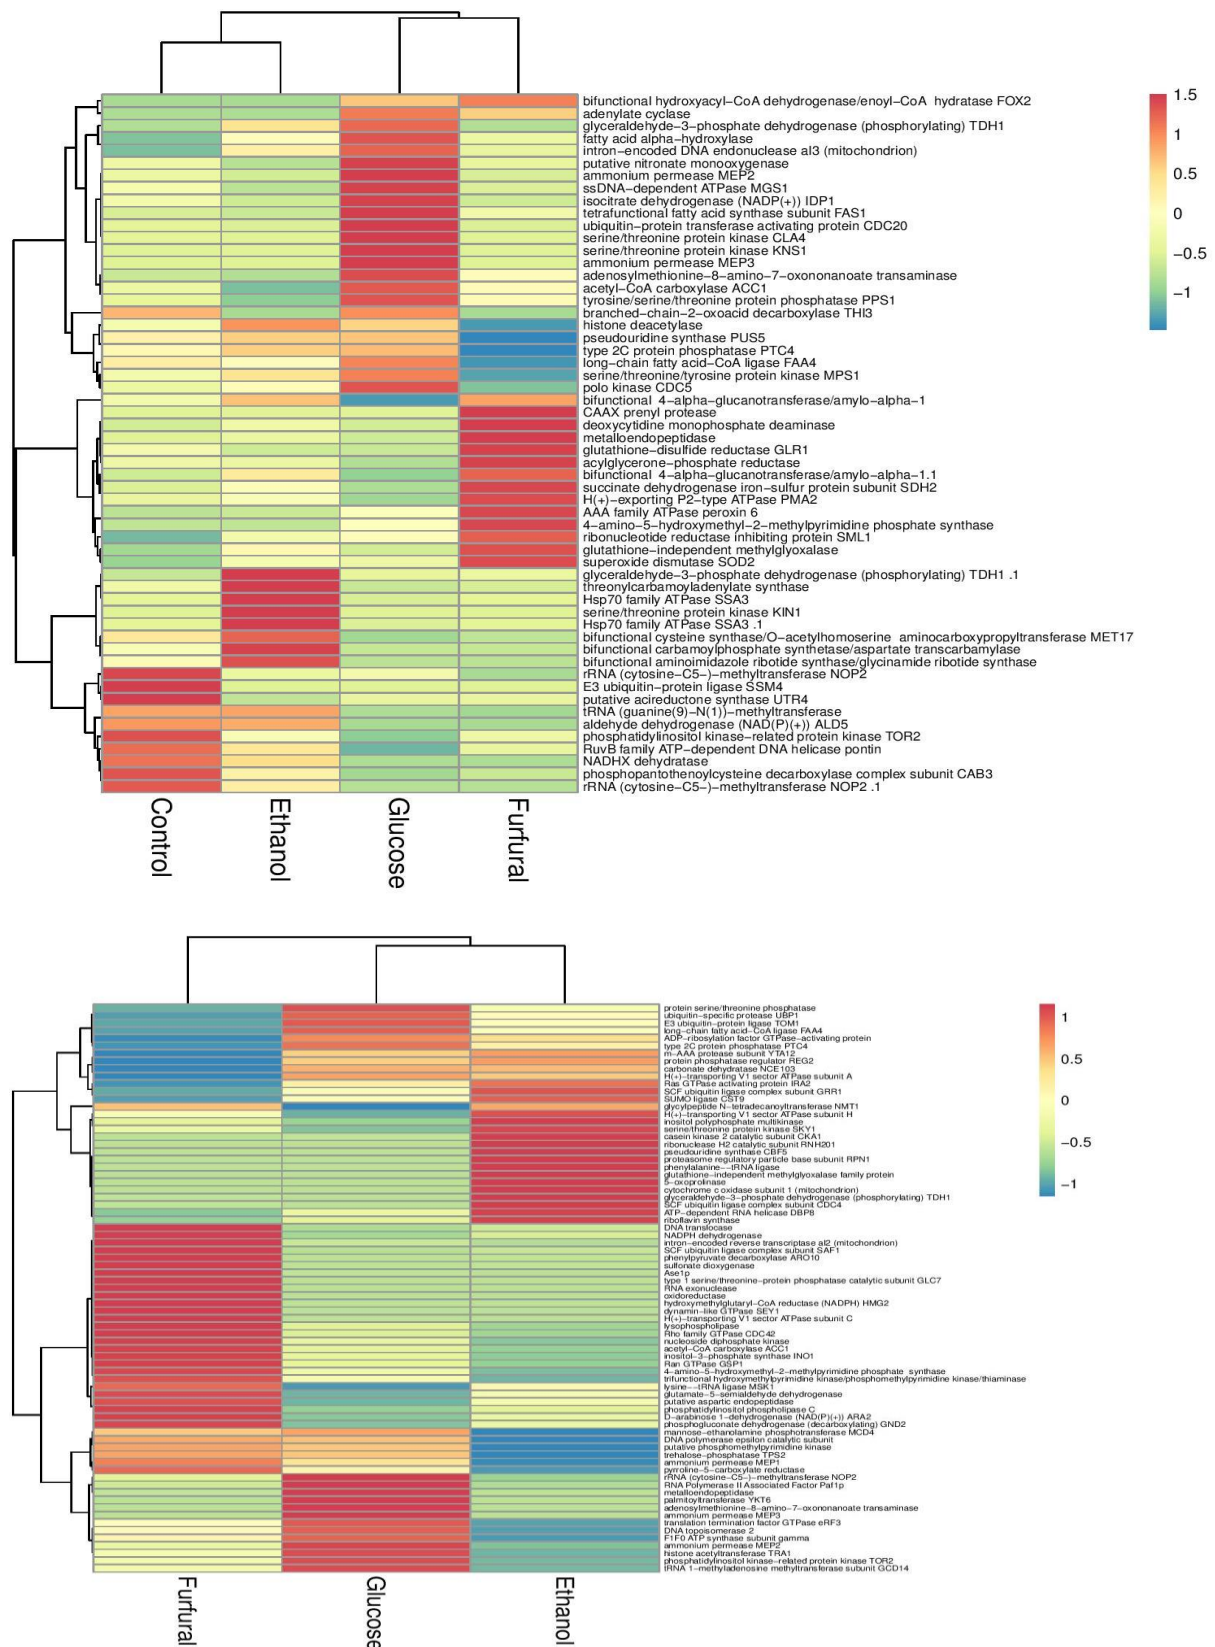 bifunctional hydroxyacyl−CoA dehydrogenase/enoyl−CoA hydratase FOX2
adenylate cyclase
glyceraldehyde−3−phosphate dehydrogenase (phosphorylating) TDH1
fatty acid alpha−hydroxylase
intron−encoded DNA endonuclease aI3 (mitochondrion)
putative nitronate monooxygenase
ammonium permease MEP2
ssDNA−dependent ATPase MGS1
isocitrate dehydrogenase (NADP(+)) IDP1
tetrafunctional fatty acid synthase subunit FAS1
ubiquitin−protein transferase activating protein CDC20
serine/threonine protein kinase CLA4
serine/threonine protein kinase KNS1
ammonium permease MEP3
adenosylmethionine−8−amino−7−oxononanoate transaminase
acetyl−CoA carboxylase ACC1
tyrosine/serine/threonine protein phosphatase PPS1
branched−chain−2−oxoacid decarboxylase THI3
histone deacetylase
pseudouridine synthase PUS5
type 2C protein phosphatase PTC4
long−chain fatty acid−CoA ligase FAA4
serine/threonine/tyrosine protein kinase MPS1
polo kinase CDC5
bifunctional 4−alpha−glucanotransferase/amylo−alpha−1
CAAX prenyl protease
deoxycytidine monophosphate deaminase
metalloendopeptidase
glutathione−disulfide reductase GLR1
acylglycerone−phosphate reductase
bifunctional 4−alpha−glucanotransferase/amylo−alpha−1.1
succinate dehydrogenase iron−sulfur protein subunit SDH2
H(+)−exporting P2−type ATPase PMA2
AAA family ATPase peroxin 6
4−amino−5−hydroxymethyl−2−methylpyrimidine phosphate synthase
ribonucleotide reductase inhibiting protein SML1
glutathione−independent methylglyoxalase
superoxide dismutase SOD2
glyceraldehyde−3−phosphate dehydrogenase (phosphorylating) TDH1 .1
threonylcarbamoyladenylate synthase
Hsp70 family ATPase SSA3
serine/threonine protein kinase KIN1
Hsp70 family ATPase SSA3 .1
bifunctional cysteine synthase/O−acetylhomoserine aminocarboxypropyltransferase MET17
bifunctional carbamoylphosphate synthetase/aspartate transcarbamylase
bifunctional aminoimidazole ribotide synthase/glycinamide ribotide synthase
rRNA (cytosine−C5−)−methyltransferase NOP2
E3 ubiquitin−protein ligase SSM4
putative acireductone synthase UTR4
tRNA (guanine(9)−N(1))−methyltransferase
aldehyde dehydrogenase (NAD(P)(+)) ALD5
phosphatidylinositol kinase−related protein kinase TOR2
RuvB family ATP−dependent DNA helicase pontin
NADHX dehydratase
phosphopantothenoylcysteine decarboxylase complex subunit CAB3
rRNA (cytosine−C5−)−methyltransferase NOP2 .1
1.5
1
0.5
0
−0.5
−1
Control
Ethanol
Glucose
Furfural
protein serine/threonine phosphatase
ubiquitin−specific protease UBP1
E3 ubiquitin−protein ligase TOM1
long−chain fatty acid−CoA ligase FAA4
ADP−ribosylation factor GTPase−activating protein
type 2C protein phosphatase PTC4
m−AAA protease subunit YTA12
protein phosphatase regulator REG2
carbonate dehydratase NCE103
H(+)−transporting V1 sector ATPase subunit A
Ras GTPase activating protein IRA2
SCF ubiquitin ligase complex subunit GRR1
SUMO ligase CST9
glycylpeptide N−tetradecanoyltransferase NMT1
H(+)−transporting V1 sector ATPase subunit H
inositol polyphosphate multikinase
serine/threonine protein kinase SKY1
casein kinase 2 catalytic subunit CKA1
ribonuclease H2 catalytic subunit RNH201
pseudouridine synthase CBF5
proteasome regulatory particle base subunit RPN1
phenylalanine−−tRNA ligase
glutathione−independent methylglyoxalase family protein
5−oxoprolinase
cytochrome c oxidase subunit 1 (mitochondrion)
glyceraldehyde−3−phosphate dehydrogenase (phosphorylating) TDH1
SCF ubiquitin ligase complex subunit CDC4
ATP−dependent RNA helicase DBP8
riboflavin synthase
DNA translocase
NADPH dehydrogenase
intron−encoded reverse transcriptase aI2 (mitochondrion)
SCF ubiquitin ligase complex subunit SAF1
phenylpyruvate decarboxylase ARO10
sulfonate dioxygenase
Ase1p
type 1 serine/threonine−protein phosphatase catalytic subunit GLC7
RNA exonuclease
oxidoreductase
hydroxymethylglutaryl−CoA reductase (NADPH) HMG2
dynamin−like GTPase SEY1
H(+)−transporting V1 sector ATPase subunit C
lysophospholipase
Rho family GTPase CDC42
nucleoside diphosphate kinase
acetyl−CoA carboxylase ACC1
inositol−3−phosphate synthase INO1
Ran GTPase GSP1
4−amino−5−hydroxymethyl−2−methylpyrimidine phosphate synthase
trifunctional hydroxymethylpyrimidine kinase/phosphomethylpyrimidine kinase/thiaminase
lysine−−tRNA ligase MSK1
glutamate−5−semialdehyde dehydrogenase
putative aspartic endopeptidase
phosphatidylinositol phospholipase C
D−arabinose 1−dehydrogenase (NAD(P)(+)) ARA2
phosphogluconate dehydrogenase (decarboxylating) GND2
mannose−ethanolamine phosphotransferase MCD4
DNA polymerase epsilon catalytic subunit
putative phosphomethylpyrimidine kinase
trehalose−phosphatase TPS2
ammonium permease MEP1
pyrroline−5−carboxylate reductase
rRNA (cytosine−C5−)−methyltransferase NOP2
RNA Polymerase II Associated Factor Paf1p
metalloendopeptidase
palmitoyltransferase YKT6
adenosylmethionine−8−amino−7−oxononanoate transaminase
ammonium permease MEP3
translation termination factor GTPase eRF3
DNA topoisomerase 2
F1F0 ATP synthase subunit gamma
ammonium permease MEP2
histone acetyltransferase TRA1
phosphatidylinositol kinase−related protein kinase TOR2
tRNA 1−methyladenosine methyltransferase subunit GCD14
1
0.5
0
−0.5
−1
Furfural
Glucose
Ethanol